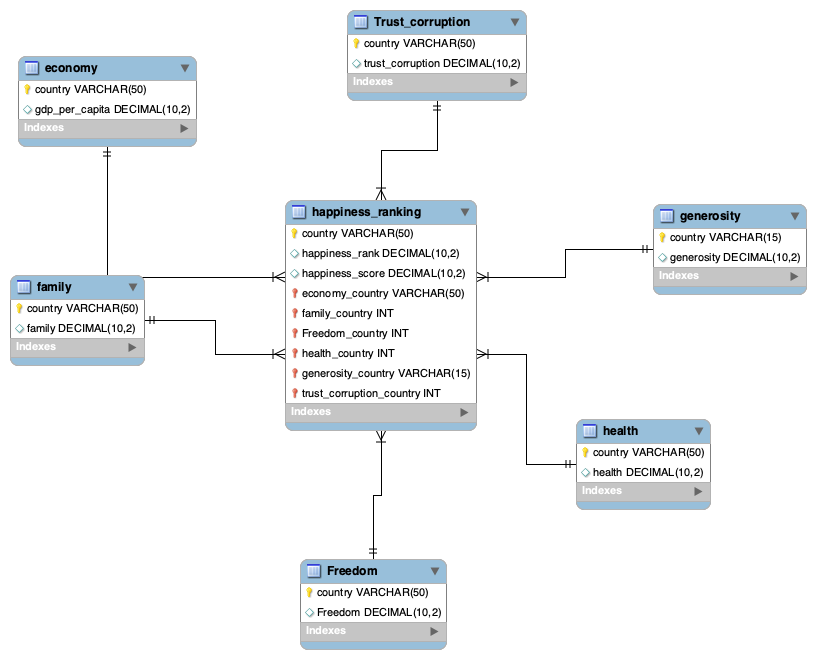 Trust_corruption
country VARCHAR(50)
trust_corruption DECIMAL(10,2)
Indexes
economy
country VARCHAR(50)
gdp_per_capita DECIMAL(10,2)
Indexes
happiness_ranking
country VARCHAR(50)
happiness_rank DECIMAL(10,2)
happiness_score DECIMAL(10,2)
economy_country VARCHAR(50)
family_country INT
Freedom_country INT
health_country INT
generosity_country VARCHAR(15)
trust_corruption_country INT
Indexes
generosity
country VARCHAR(15)
generosity DECIMAL(10,2)
Indexes
family
country VARCHAR(50)
family DECIMAL(10,2)
Indexes
health
country VARCHAR(50)
health DECIMAL(10,2)
Indexes
Freedom
country VARCHAR(50)
Freedom DECIMAL(10,2)
Indexes